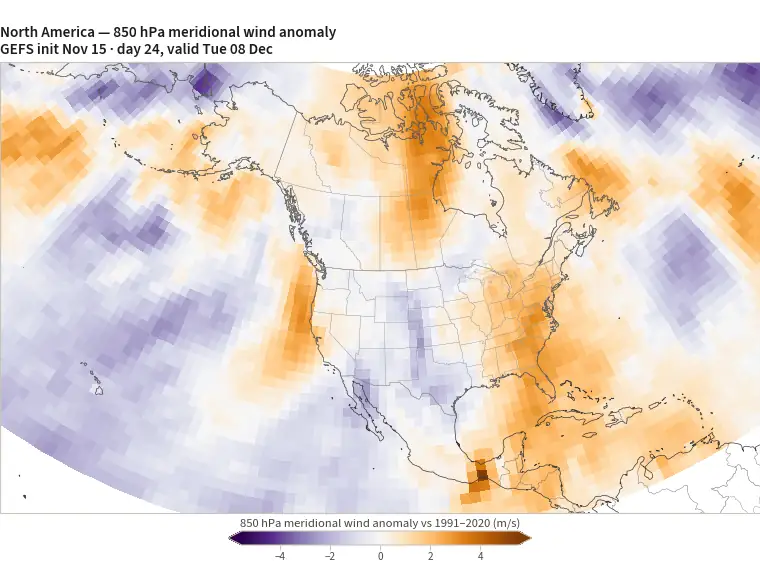 North America — 850 hPa meridional wind anomaly
GEFS init Nov 15 · day 24, valid Tue 08 Dec
850 hPa meridional wind anomaly vs 1991–2020 (m/s)
−4 −2 0 2 4